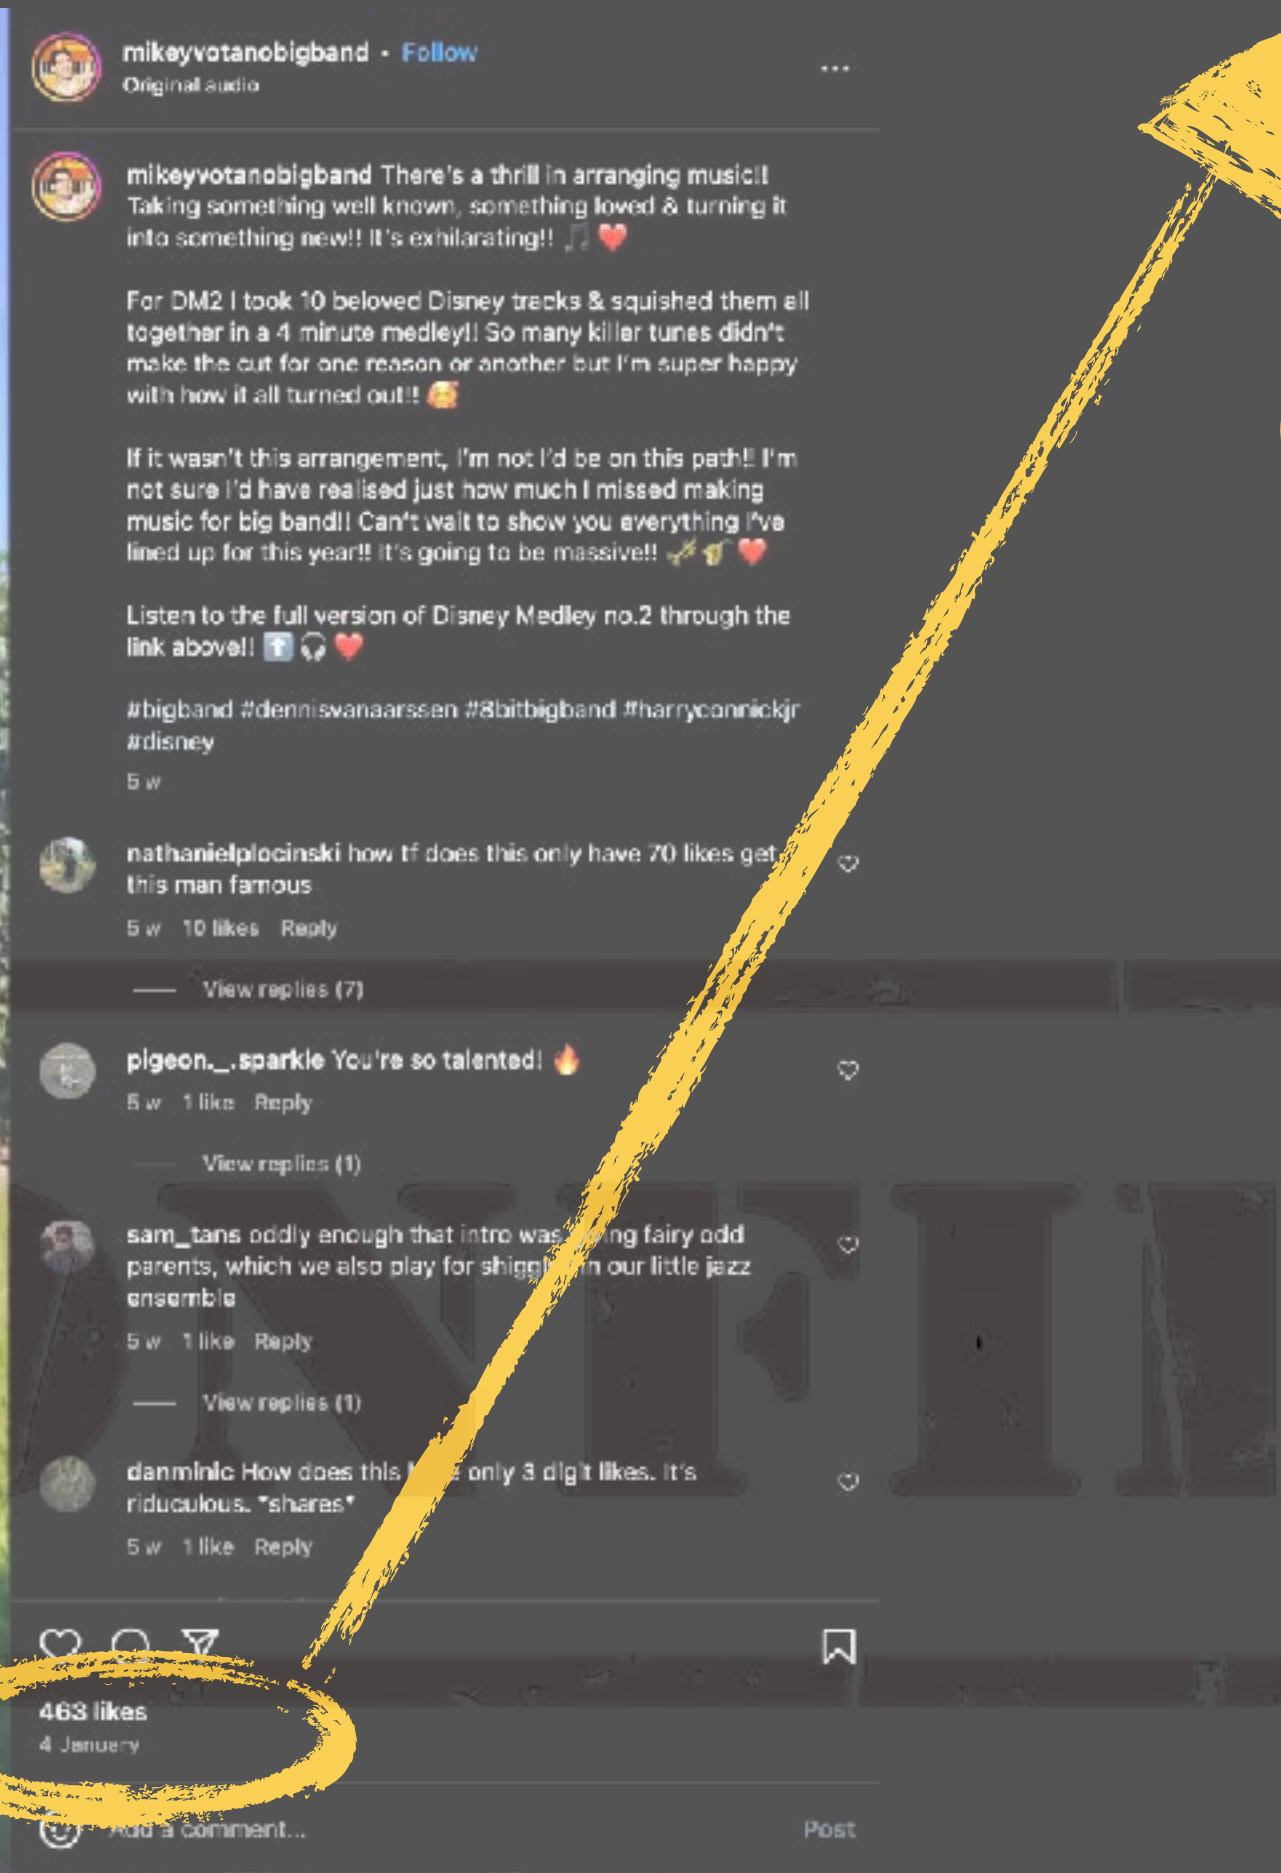 mikeyvotanobigband • Follow
Original audio
...
mikeyvotanobigband There's a thrill in arranging music!!
Taking something well known, something loved & turning it
into something new!! It's exhilarating!! 🎵 ❤️
For DM2 I took 10 beloved Disney tracks & squished them all
together in a 4 minute medley!! So many killer tunes didn't
make the cut for one reason or another but I'm super happy
with how it all turned out!! 🥰
If it wasn't this arrangement, I'm not I'd be on this path!! I'm
not sure I'd have realised just how much I missed making
music for big band!! Can't wait to show you everything I've
lined up for this year!! It's going to be massive!! 🎺 🎷 ❤️
Listen to the full version of Disney Medley no.2 through the
link above!! ⬆️ 🎧 ❤️
#bigband #dennisvanaarssen #8bitbigband #harryconnickjr
#disney
5 w
nathanielplocinski how tf does this only have 70 likes get
this man famous
5 w 10 likes Reply
View replies (7)
pigeon._.sparkle You're so talented! 🔥
5 w 1 like Reply
View replies (1)
sam_tans oddly enough that intro was fairy odd
parents, which we also play for in our little jazz
ensemble
5 w 1 like Reply
View replies (1)
danminic How does this only 3 digit likes. It's
riduculous. *shares*
5 w 1 like Reply
463 likes
4 January
Add a comment...
Post